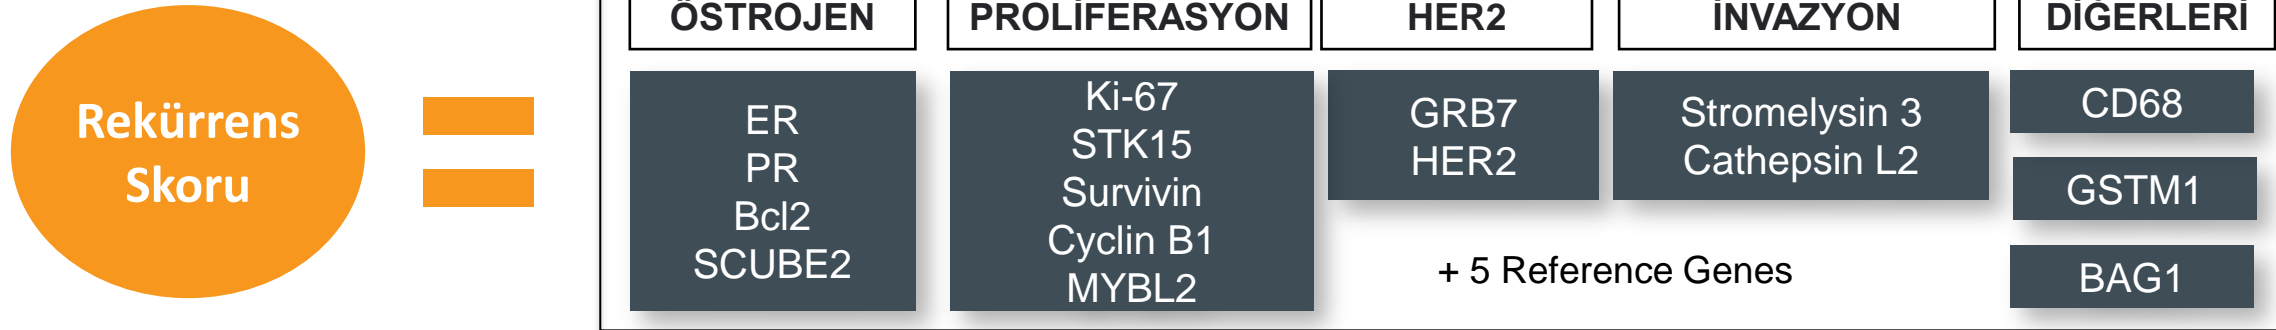 Rekürrens
Skoru
ÖSTROJEN
ER
PR
Bcl2
SCUBE2
PROLİFERASYON
Ki-67
STK15
Survivin
Cyclin B1
MYBL2
HER2
GRB7
HER2
İNVAZYON
Stromelysin 3
Cathepsin L2
+ 5 Reference Genes
DİĞERLERİ
CD68
GSTM1
BAG1